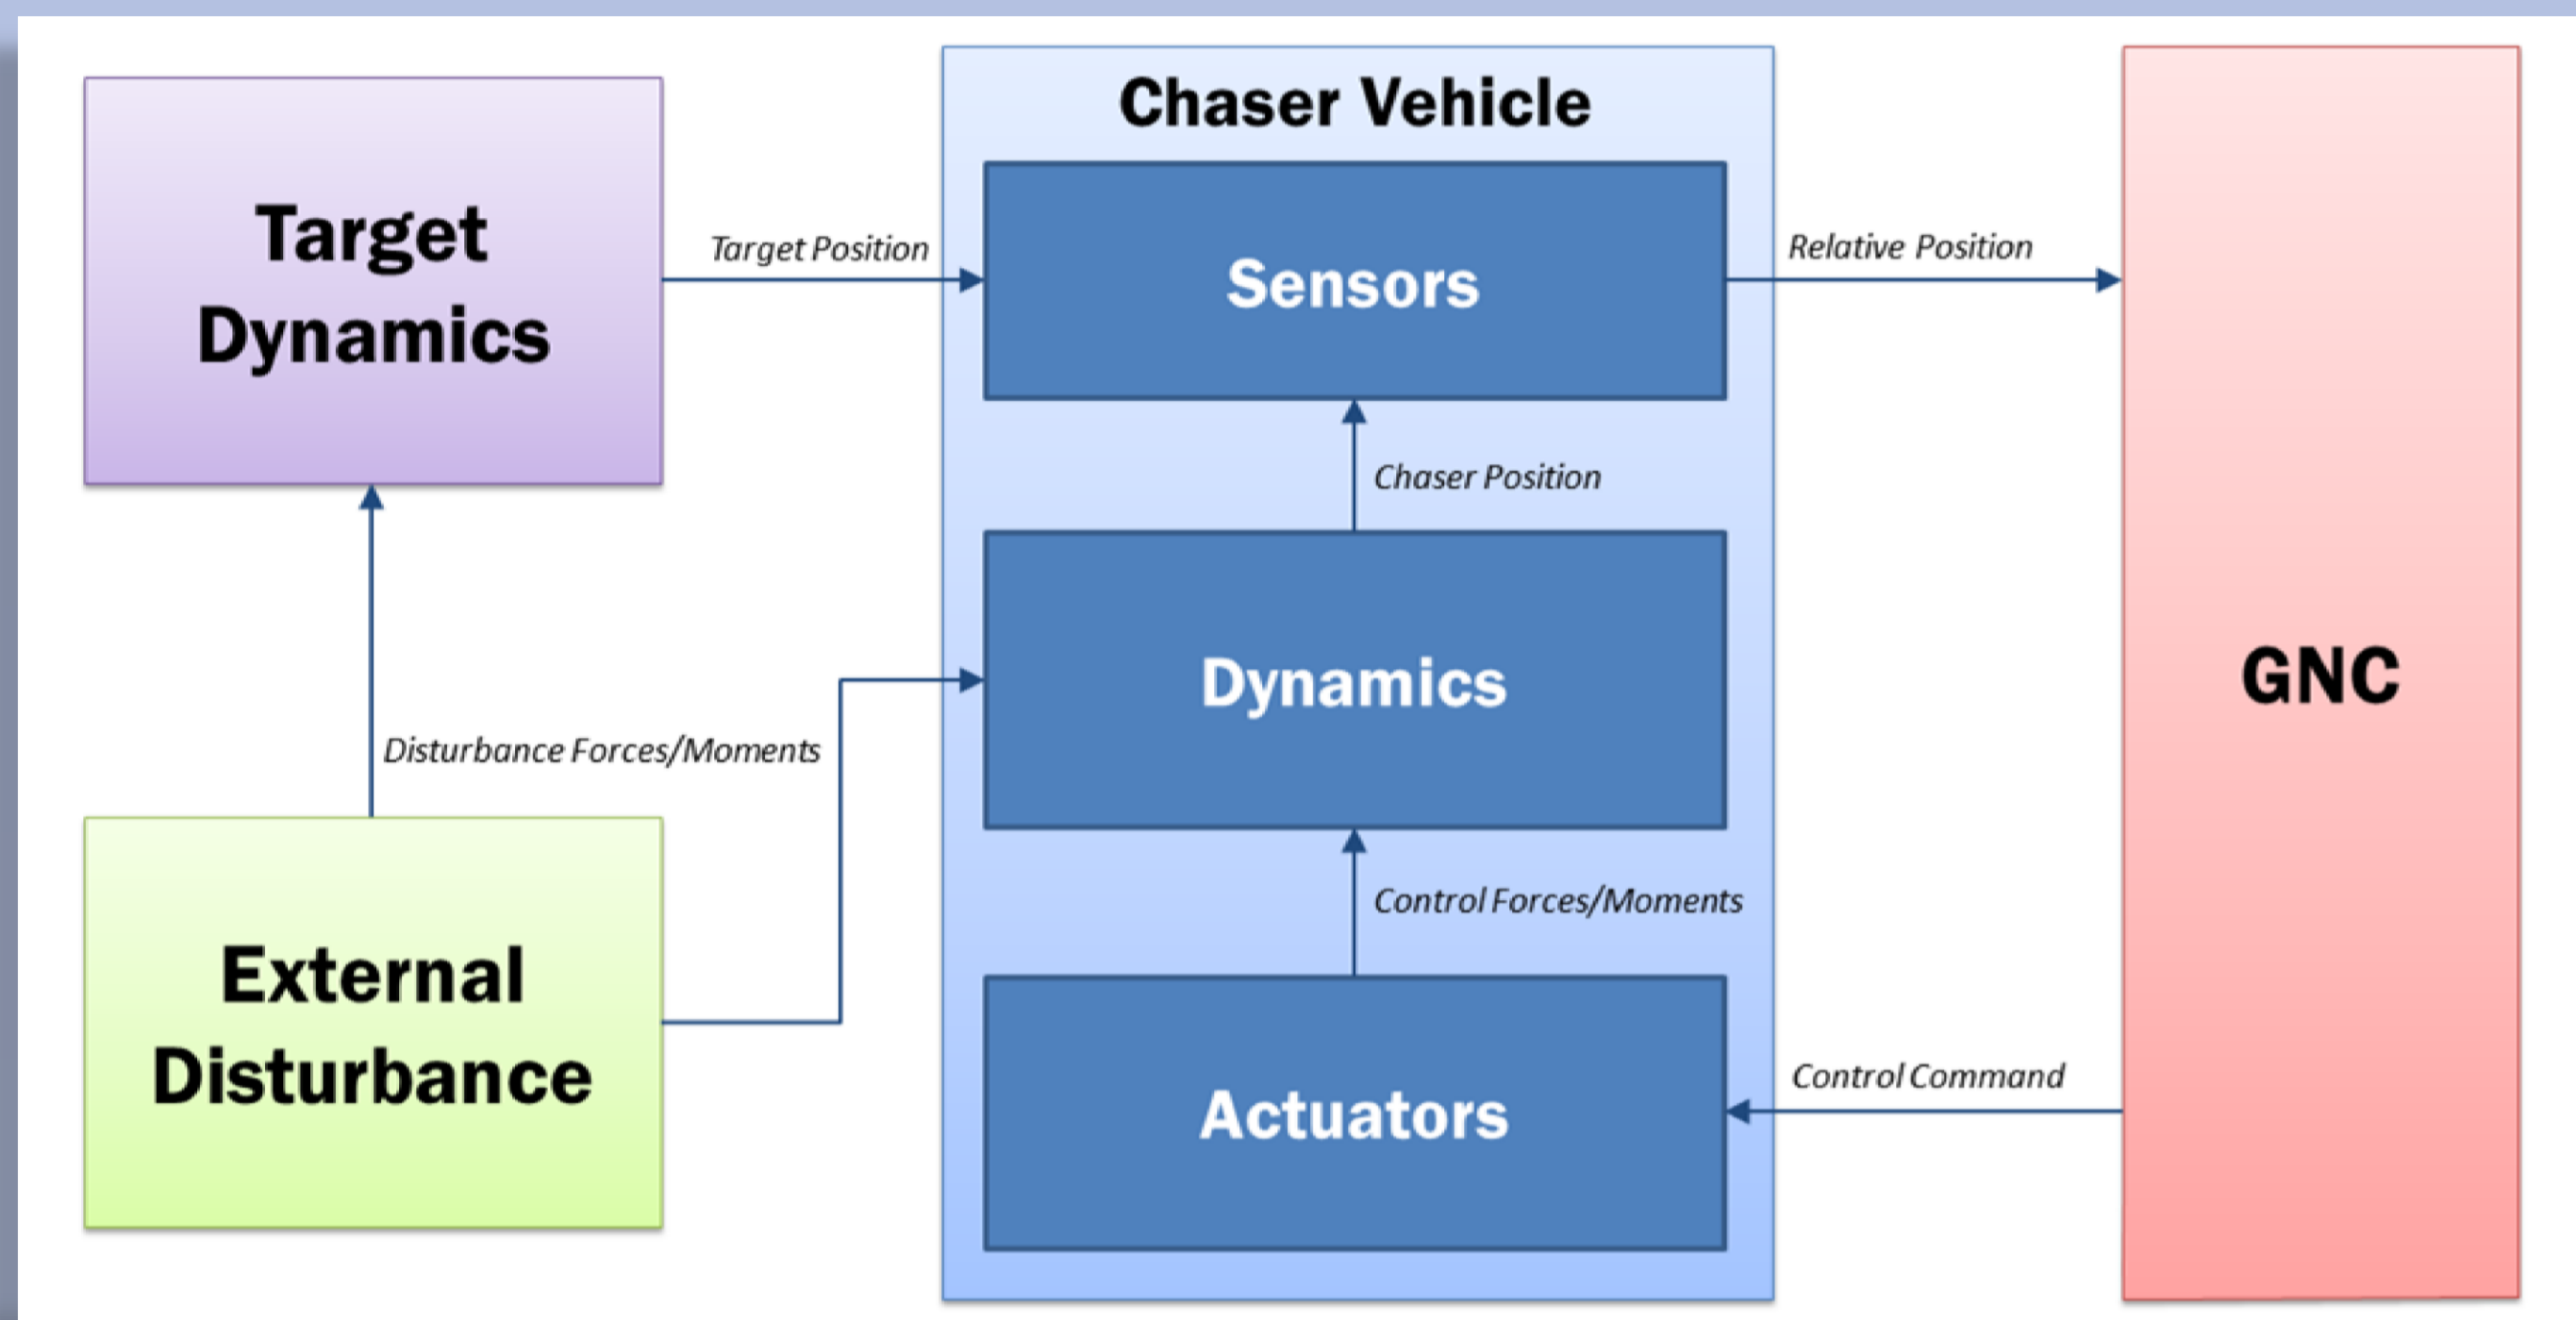 Target
Dynamics
Target Position
Disturbance Forces/Moments
External
Disturbance
Chaser Vehicle
Sensors
Chaser Position
Dynamics
Control Forces/Moments
Actuators
Relative Position
Control Command
GNC